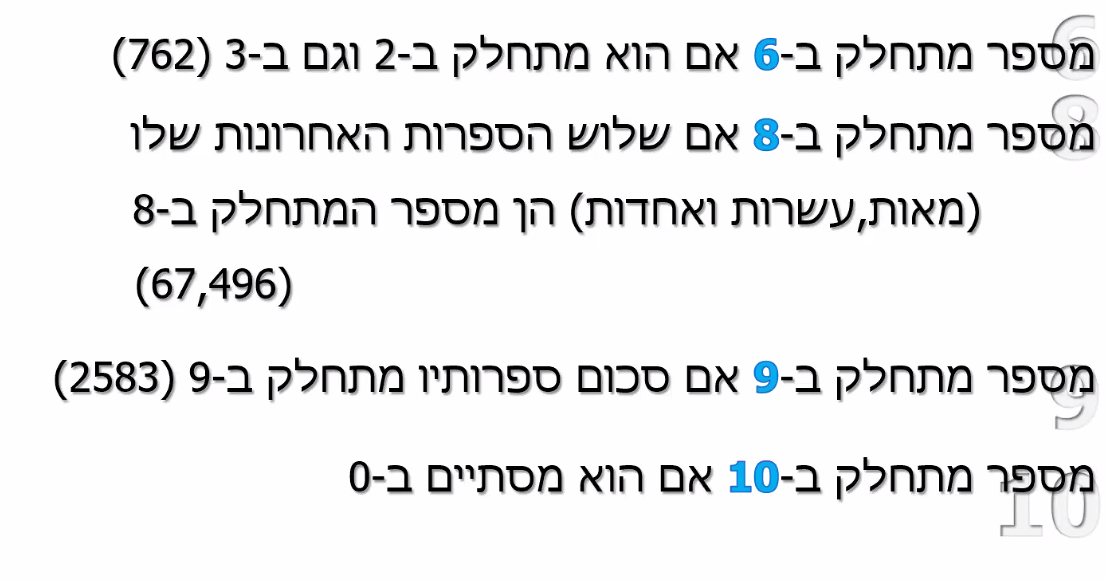 מספר מתחלק ב-6 אם הוא מתחלק ב-2 וגם ב-3 (762)
מספר מתחלק ב-8 אם שלוש הספרות האחרונות שלו
(מאות,עשרות ואחדות) הן מספר המתחלק ב-8
(67,496)
מספר מתחלק ב-9 אם סכום ספרותיו מתחלק ב-9 (2583)
מספר מתחלק ב-10 אם הוא מסתיים ב-0
6
8
9
10